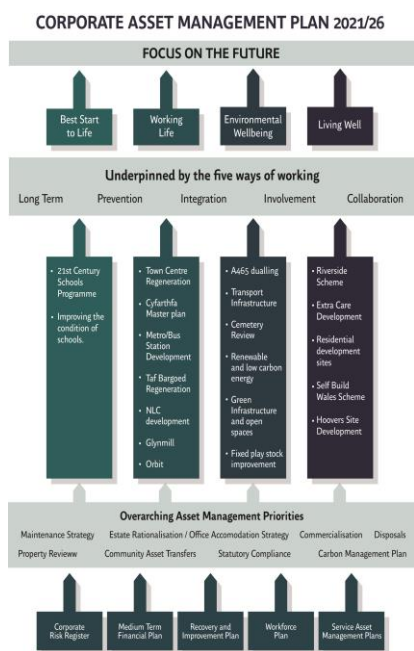 CORPORATE ASSET MANAGEMENT PLAN 2021/26
FOCUS ON THE FUTURE
Best Start
to Life
Working
Life
Environmental
Wellbeing
Living Well
Underpinned by the five ways of working
Long Term Prevention Integration Involvement Collaboration
• 21st Century
Schools
Programme
• Improving the
condition of
schools.
• Town Centre
Regeneration
• Cyfarthfa
Master plan
• Metro/Bus
Station
Development
• Taf Bargoed
Regeneration
• NLC
development
• Glynmill
• Orbit
• A465 dualling
• Transport
Infrastructure
• Cemetery
Review
• Renewable
and low carbon
energy
• Green
Infrastructure
and open
spaces
• Fixed play stock
improvement
• Riverside
Scheme
• Extra Care
Development
• Residential
development
sites
• Self Build
Wales Scheme
• Hoovers Site
Development
Overarching Asset Management Priorities
Maintenance Strategy Estate Rationalisation / Office Accomodation Strategy Commercialisation Disposals
Property Revieww Community Asset Transfers Statutory Compliance Carbon Management Plan
Corporate
Risk Register
Medium Term
Financial Plan
Recovery and
Improvement Plan
Workforce
Plan
Service Asset
Management Plans